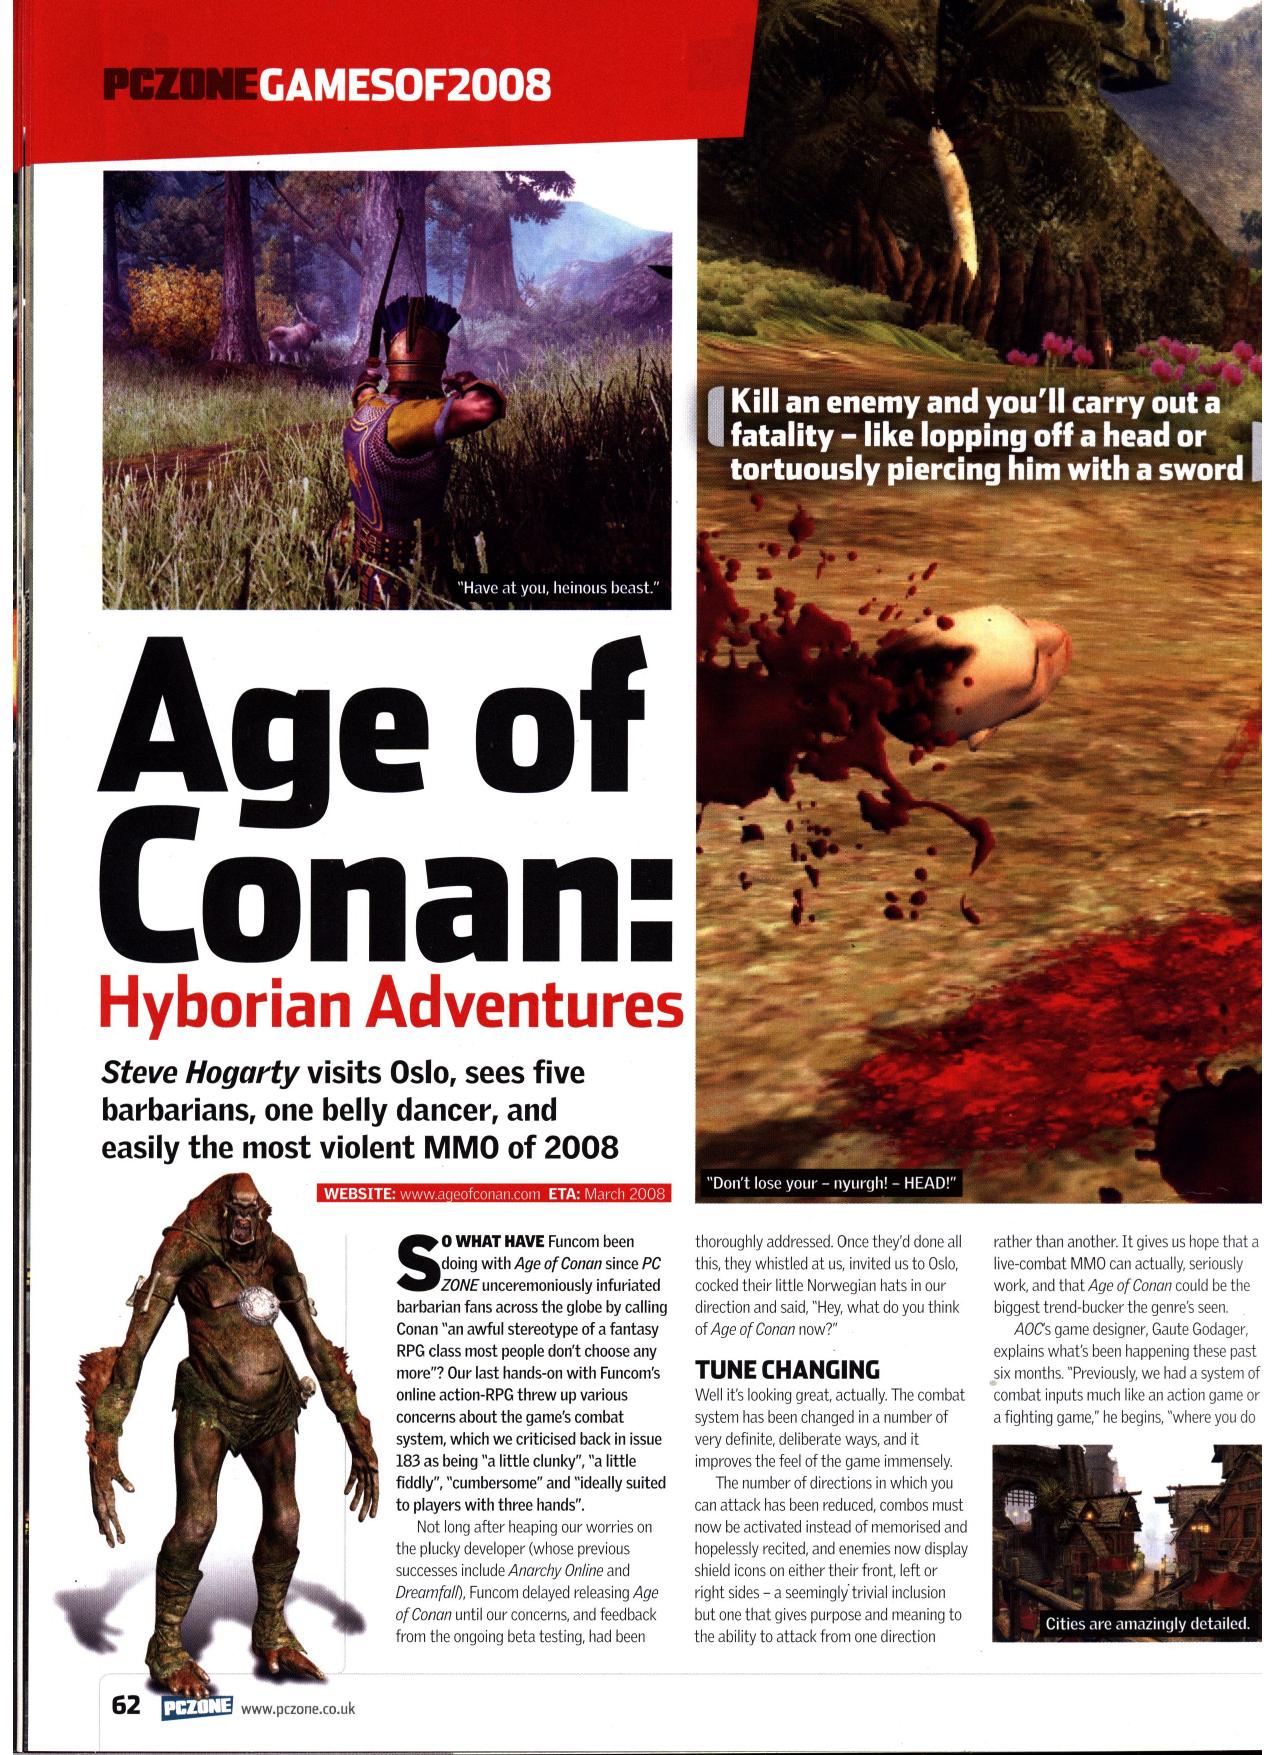 PCZONEGAMESOF2008
"Have at you, heinous beast."
Kill an enemy and you'll carry out a
fatality – like lopping off a head or
tortuously piercing him with a sword
Age of
Conan:
Hyborian Adventures
Steve Hogarty visits Oslo, sees five
barbarians, one belly dancer, and
easily the most violent MMO of 2008
WEBSITE: www.ageofconan.com ETA: March 2008
"Don't lose your – nyurgh! – HEAD!"
SO WHAT HAVE Funcom been
doing with Age of Conan since PC
ZONE unceremoniously infuriated
barbarian fans across the globe by calling
Conan "an awful stereotype of a fantasy
RPG class most people don't choose any
more"? Our last hands-on with Funcom's
online action-RPG threw up various
concerns about the game's combat
system, which we criticised back in issue
183 as being "a little clunky", "a little
fiddly", "cumbersome" and "ideally suited
to players with three hands".
Not long after heaping our worries on
the plucky developer (whose previous
successes include Anarchy Online and
Dreamfall), Funcom delayed releasing Age
of Conan until our concerns, and feedback
from the ongoing beta testing, had been
thoroughly addressed. Once they'd done all
this, they whistled at us, invited us to Oslo,
cocked their little Norwegian hats in our
direction and said, "Hey, what do you think
of Age of Conan now?"
TUNE CHANGING
Well it's looking great, actually. The combat
system has been changed in a number of
very definite, deliberate ways, and it
improves the feel of the game immensely.
The number of directions in which you
can attack has been reduced, combos must
now be activated instead of memorised and
hopelessly recited, and enemies now display
shield icons on either their front, left or
right sides – a seemingly trivial inclusion
but one that gives purpose and meaning to
the ability to attack from one direction
rather than another. It gives us hope that a
live-combat MMO can actually, seriously
work, and that Age of Conan could be the
biggest trend-bucker the genre's seen.
AOC's game designer, Gaute Godager,
explains what's been happening these past
six months. "Previously, we had a system of
combat inputs much like an action game or
a fighting game," he begins, "where you do
Cities are amazingly detailed.
62 PCZONE www.pczone.co.uk